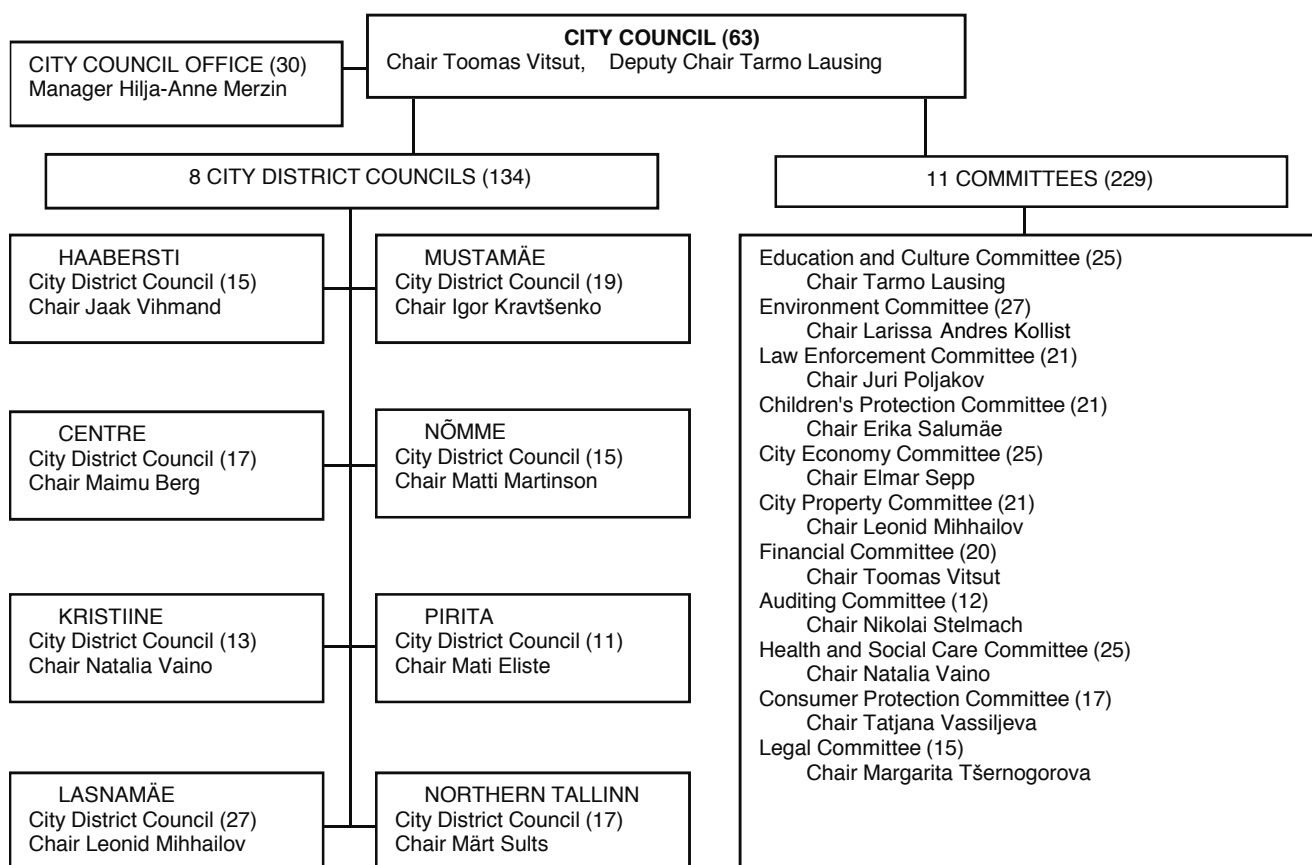 CITY COUNCIL (63)
Chair Toomas Vitsut, Deputy Chair Tarmo Lausing
CITY COUNCIL OFFICE (30)
Manager Hilja-Anne Merzin
8 CITY DISTRICT COUNCILS (134)
HAABERSTI
City District Council (15)
Chair Jaak Vihmand
MUSTAMÄE
City District Council (19)
Chair Igor Kravtšenko
CENTRE
City District Council (17)
Chair Maimu Berg
NÕMME
City District Council (15)
Chair Matti Martinson
KRISTIINE
City District Council (13)
Chair Natalia Vaino
PIRITA
City District Council (11)
Chair Mati Eliste
LASNAMÄE
City District Council (27)
Chair Leonid Mihhailov
NORTHERN TALLINN
City District Council (17)
Chair Märt Sults
11 COMMITTEES (229)
Education and Culture Committee (25)
Chair Tarmo Lausing
Environment Committee (27)
Chair Larissa Andres Kollist
Law Enforcement Committee (21)
Chair Juri Poljakov
Children's Protection Committee (21)
Chair Erika Salumäe
City Economy Committee (25)
Chair Elmar Sepp
City Property Committee (21)
Chair Leonid Mihhailov
Financial Committee (20)
Chair Toomas Vitsut
Auditing Committee (12)
Chair Nikolai Stelmach
Health and Social Care Committee (25)
Chair Natalia Vaino
Consumer Protection Committee (17)
Chair Tatjana Vassiljeva
Legal Committee (15)
Chair Margarita Tšernogorova